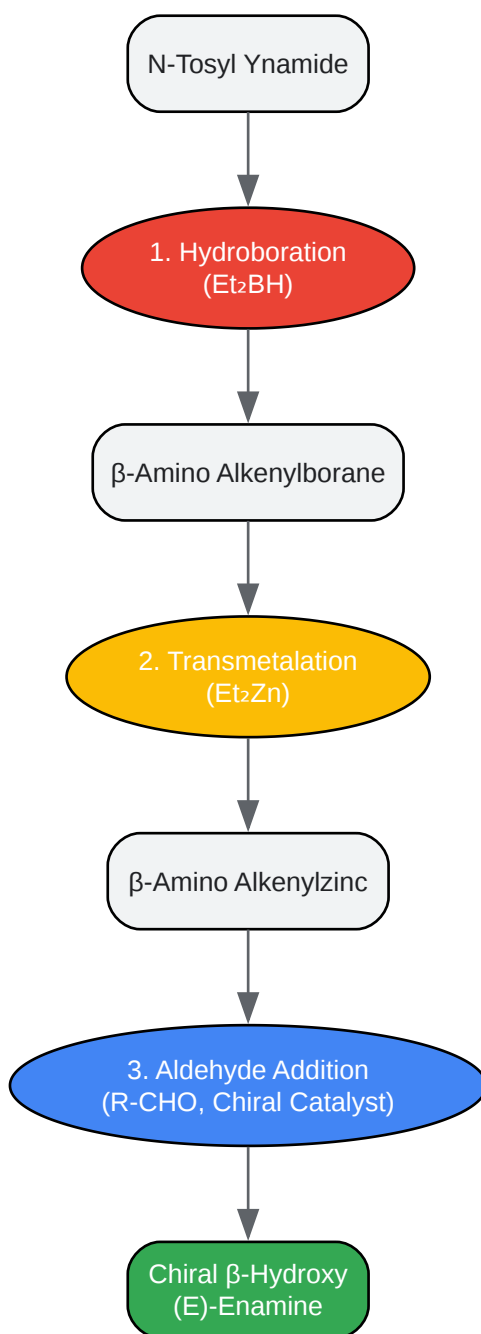 N-Tosyl Ynamide
1. Hydroboration
(Et₂BH)
β-Amino Alkenylborane
2. Transmetalation
(Et₂Zn)
β-Amino Alkenylzinc
3. Aldehyde Addition
(R-CHO, Chiral Catalyst)
Chiral β-Hydroxy
(E)-Enamine